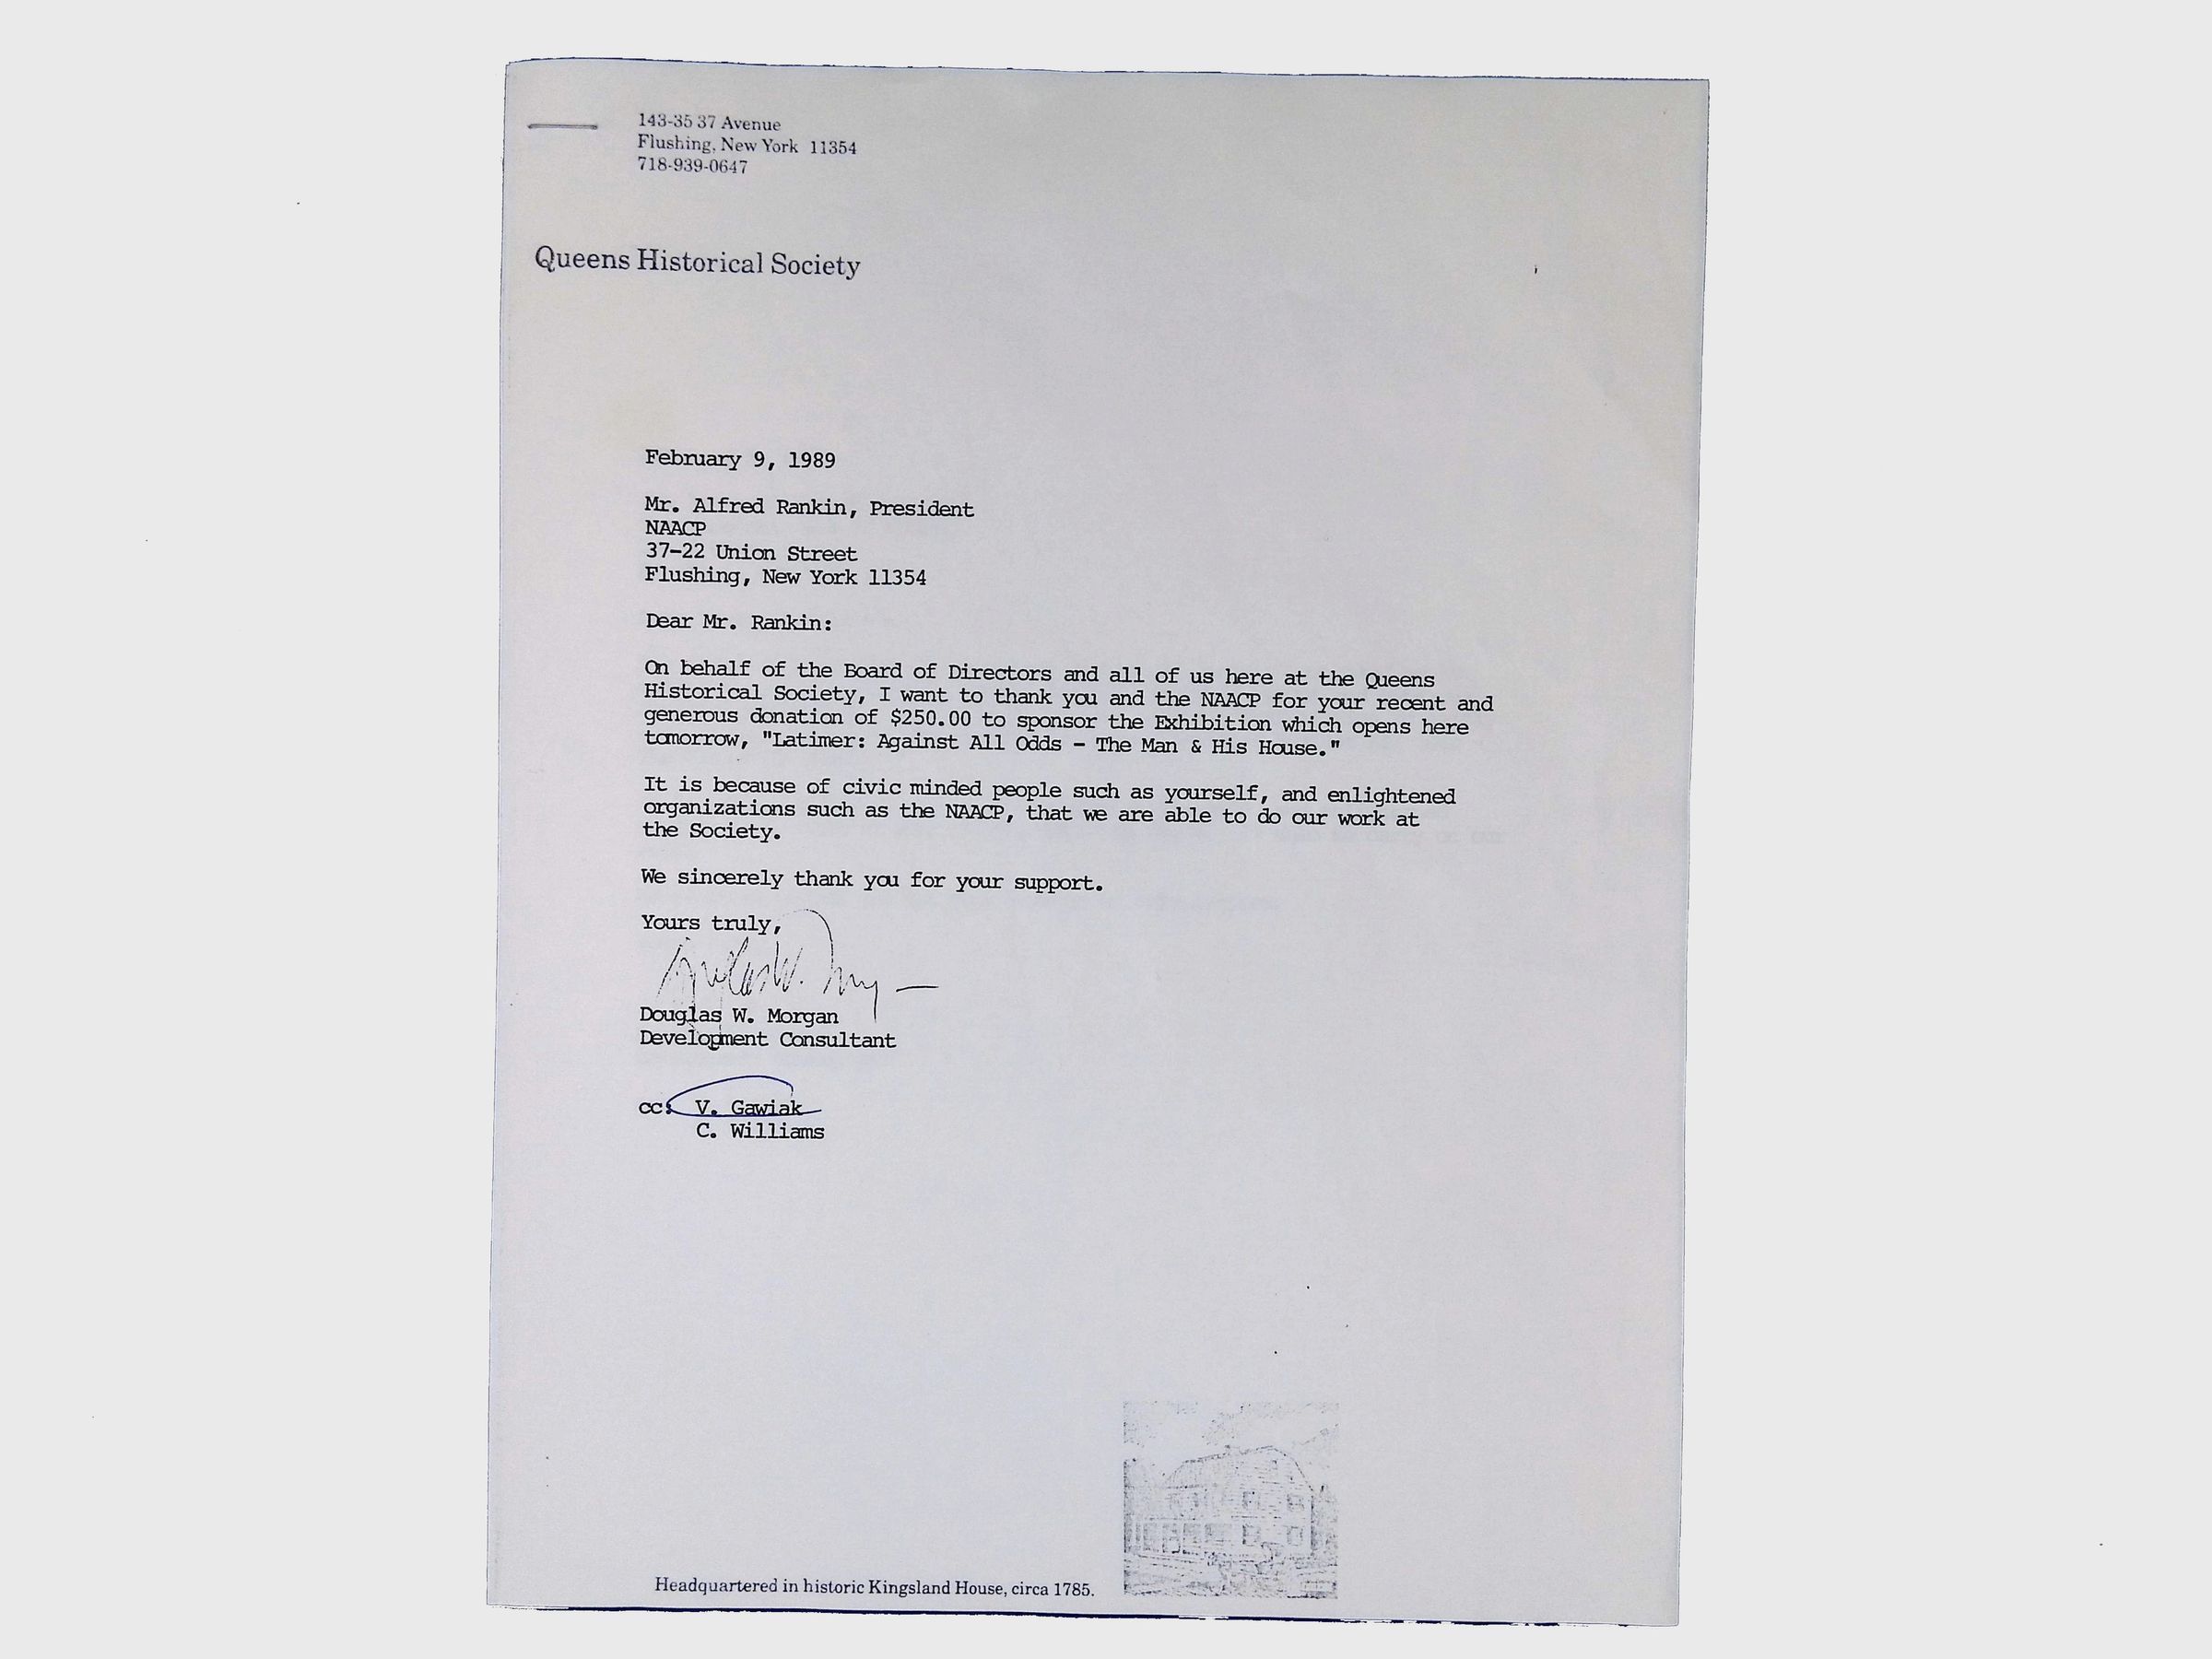 143-35 37 Avenue
Flushing, New York 11354
718-939-0647
Queens Historical Society
February 9, 1989
Mr. Alfred Rankin, President
NAACP
37-22 Union Street
Flushing, New York 11354
Dear Mr. Rankin:
On behalf of the Board of Directors and all of us here at the Queens
Historical Society, I want to thank you and the NAACP for your recent and
generous donation of $250.00 to sponsor the Exhibition which opens here
tomorrow, "Latimer: Against All Odds - The Man & His House."
It is because of civic minded people such as yourself, and enlightened
organizations such as the NAACP, that we are able to do our work at
the Society.
We sincerely thank you for your support.
Yours truly,
Douglas W. Morgan
Development Consultant
cc: V. Gawiak
C. Williams
Headquartered in historic Kingsland House, circa 1785.